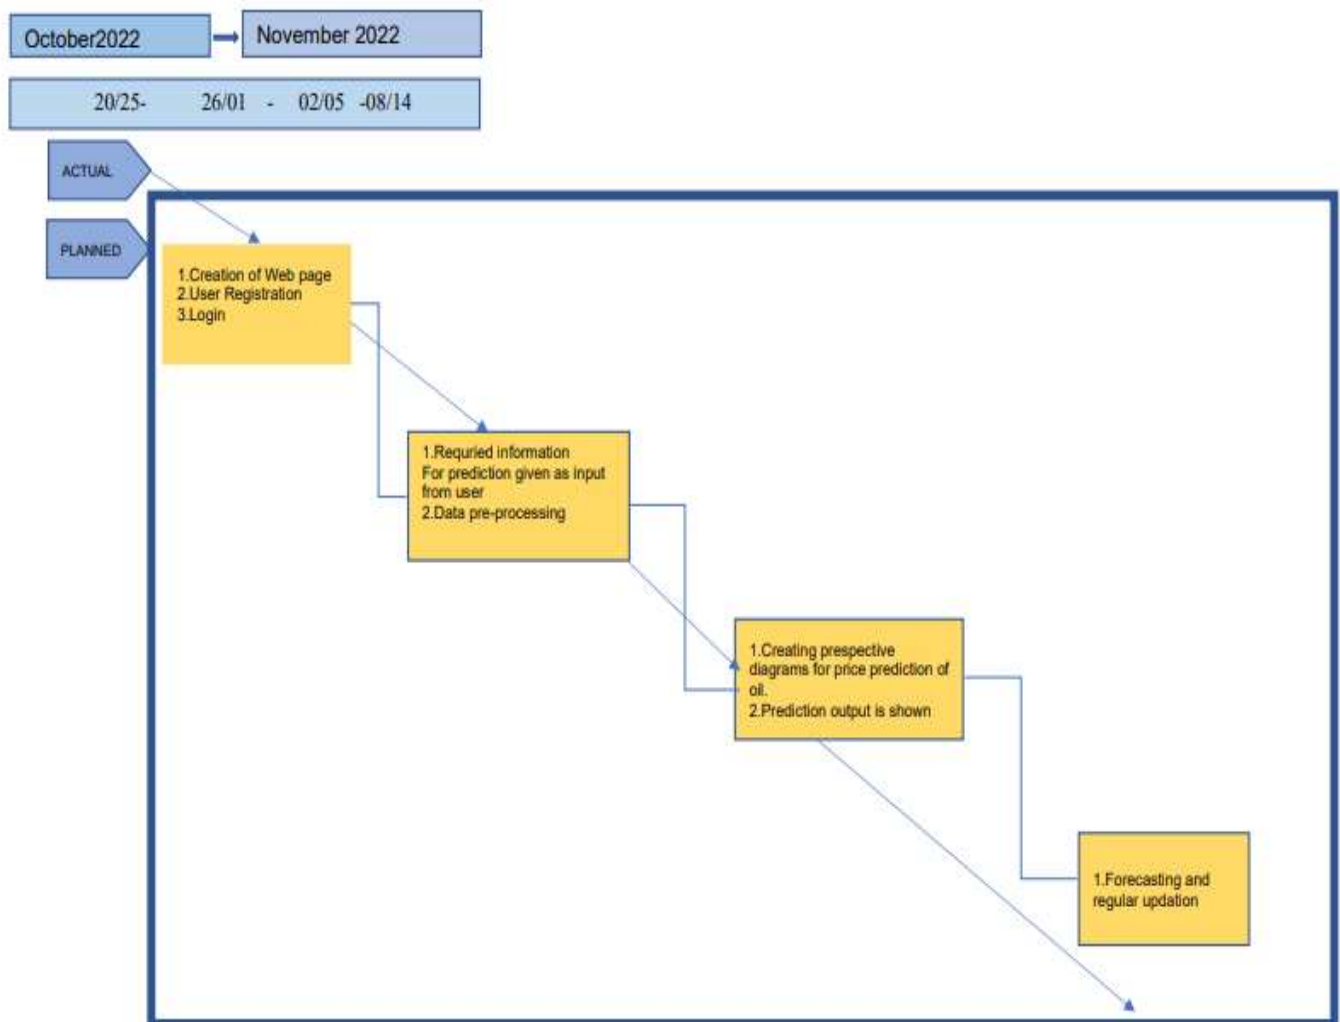 October2022
November 2022
20/25- 26/01 - 02/05 -08/14
ACTUAL
PLANNED
1.Creation of Web page
2.User Registration
3.Login
1.Requried information
For prediction given as input
from user
2.Data pre-processing
1.Creating prespective
diagrams for price prediction of
oil.
2.Prediction output is shown
1.Forecasting and
regular updation